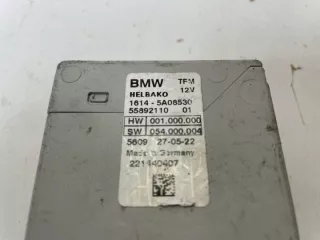 BMW TFM
HELBAKO 12V
1614 - 5A08530
55892110 01
HW 001.000.000
SW 054.000.004
5609 27-05-22
Made in Germany
221440407